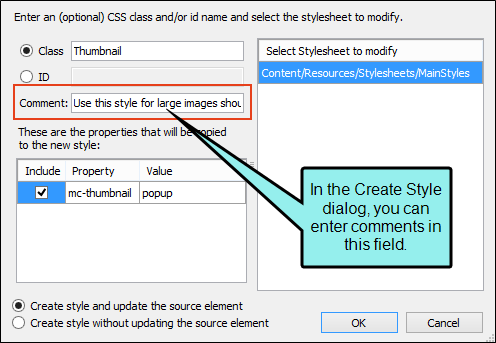 Enter an (optional) CSS class and/or id name and select the stylesheet to modify.
Class
Thumbnail
ID
Comment:
Use this style for large images shou
These are the properties that will be copied
to the new style:
Include
Property
Value
mc-thumbnail
popup
Select Stylesheet to modify
Content/Resources/Stylesheets/MainStyles
In the Create Style
dialog, you can
enter comments in
this field.
Create style and update the source element
Create style without updating the source element
OK
Cancel